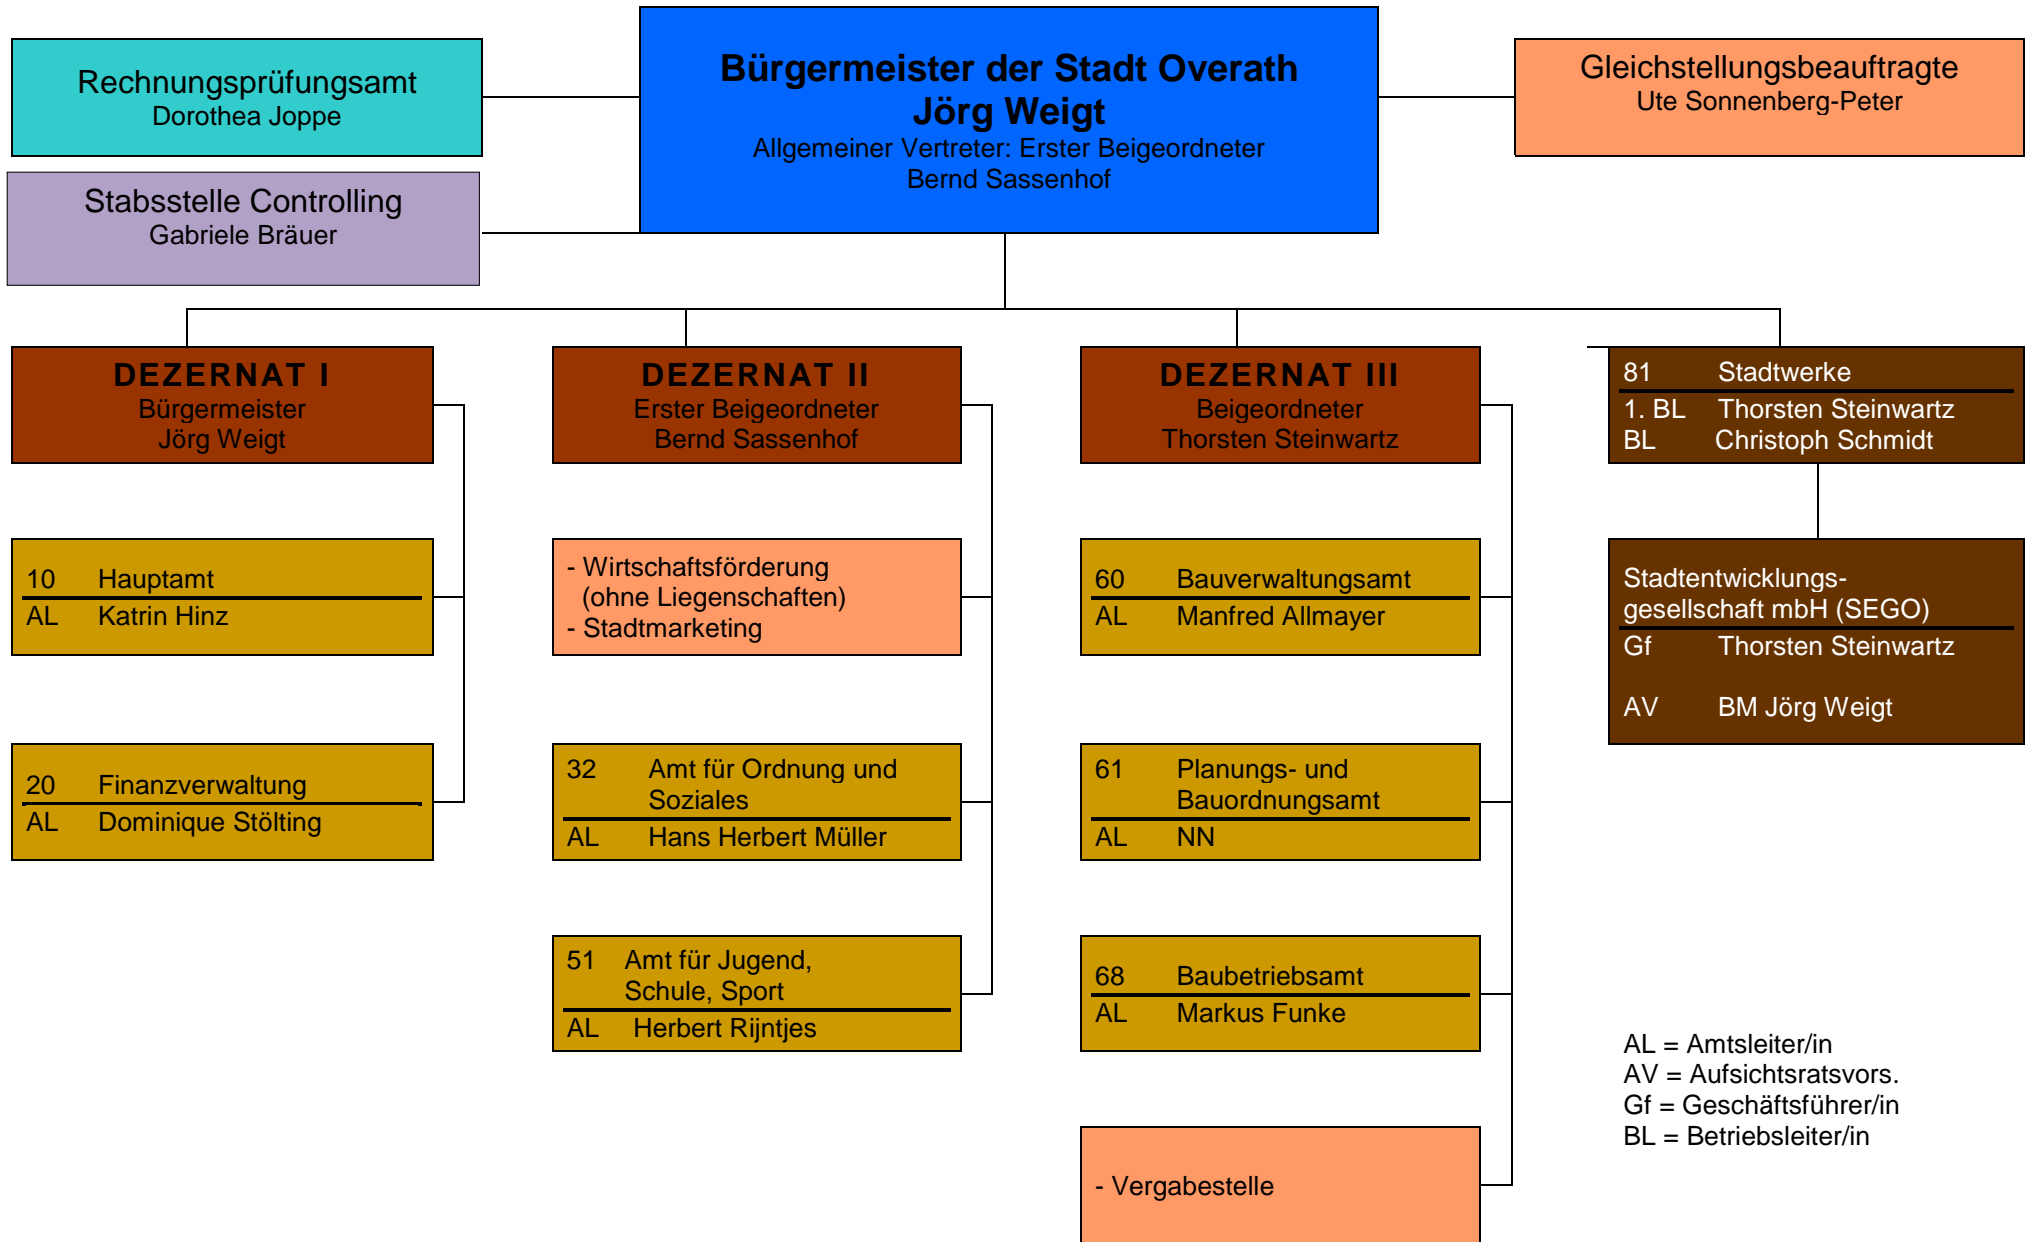 Rechnungsprüfungsamt
Dorothea Joppe
Bürgermeister der Stadt Overath
Jörg Weigt
Allgemeiner Vertreter: Erster Beigeordneter
Bernd Sassenhof
Gleichstellungsbeauftragte
Ute Sonnenberg-Peter
Stabsstelle Controlling
Gabriele Bräuer
DEZERNAT I
Bürgermeister
Jörg Weigt
10 Hauptamt
AL Katrin Hinz
20 Finanzverwaltung
AL Dominique Stölting
DEZERNAT II
Erster Beigeordneter
Bernd Sassenhof
- Wirtschaftsförderung
(ohne Liegenschaften)
- Stadtmarketing
32 Amt für Ordnung und
Soziales
AL Hans Herbert Müller
51 Amt für Jugend,
Schule, Sport
AL Herbert Rijntjes
DEZERNAT III
Beigeordneter
Thorsten Steinwartz
60 Bauverwaltungsamt
AL Manfred Allmayer
61 Planungs- und
Bauordnungsamt
AL NN
68 Baubetriebsamt
AL Markus Funke
- Vergabestelle
81 Stadtwerke
1. BL Thorsten Steinwartz
BL Christoph Schmidt
Stadtentwicklungs-
gesellschaft mbH (SEGO)
Gf Thorsten Steinwartz
AV BM Jörg Weigt
AL = Amtsleiter/in
AV = Aufsichtsratsvors.
Gf = Geschäftsführer/in
BL = Betriebsleiter/in